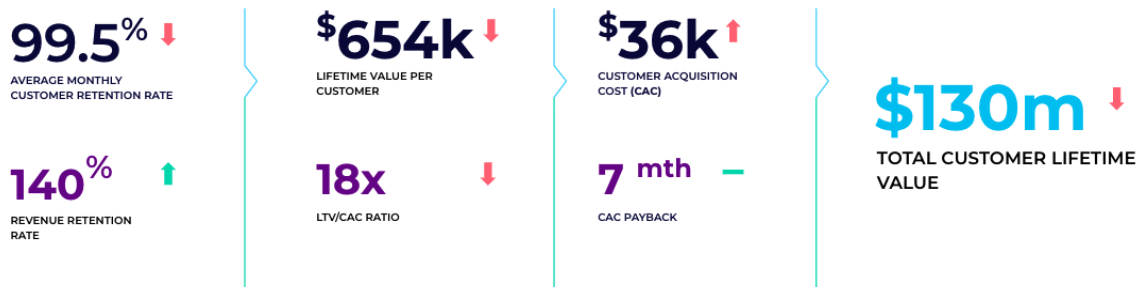 99.5%
AVERAGE MONTHLY
CUSTOMER RETENTION RATE
140%
REVENUE RETENTION
RATE
$654k
LIFETIME VALUE PER
CUSTOMER
18x
LTV/CAC RATIO
$36k
CUSTOMER ACQUISITION
COST (CAC)
7 mth
CAC PAYBACK
$130m
TOTAL CUSTOMER LIFETIME
VALUE